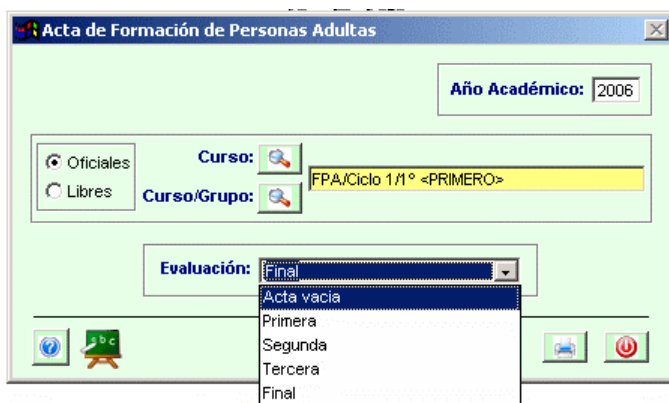 Acta de Formación de Personas Adultas
Año Académico: 2006
Oficiales
Libres
Curso:
Curso/Grupo:
FPA/Ciclo 1/1º <PRIMERO>
Evaluación: Final
Acta vacia
Primera
Segunda
Tercera
Final
abc